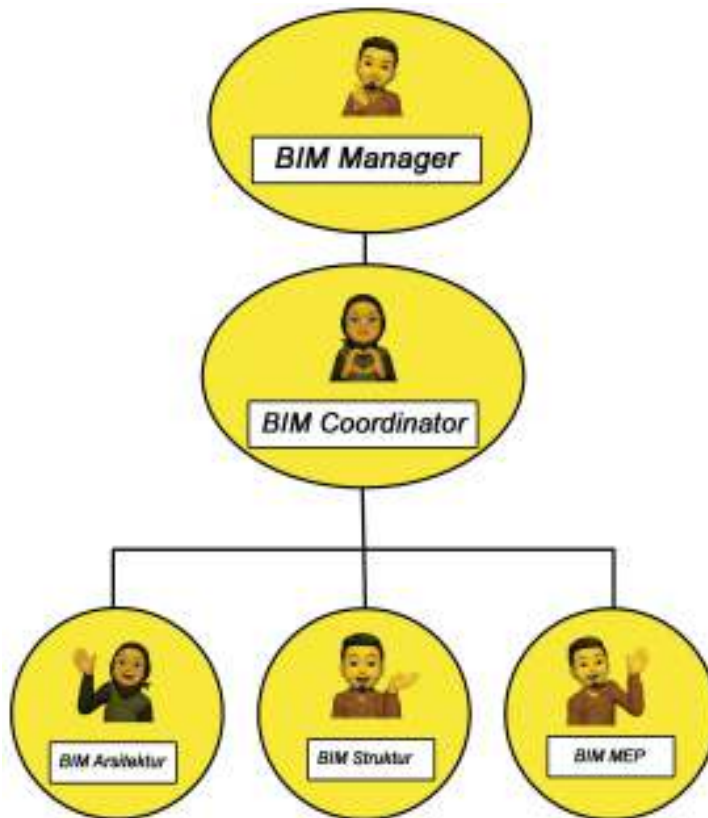 BIM Manager
BIM Coordinator
BIM Arsitektur
BIM Struktur
BIM MEP